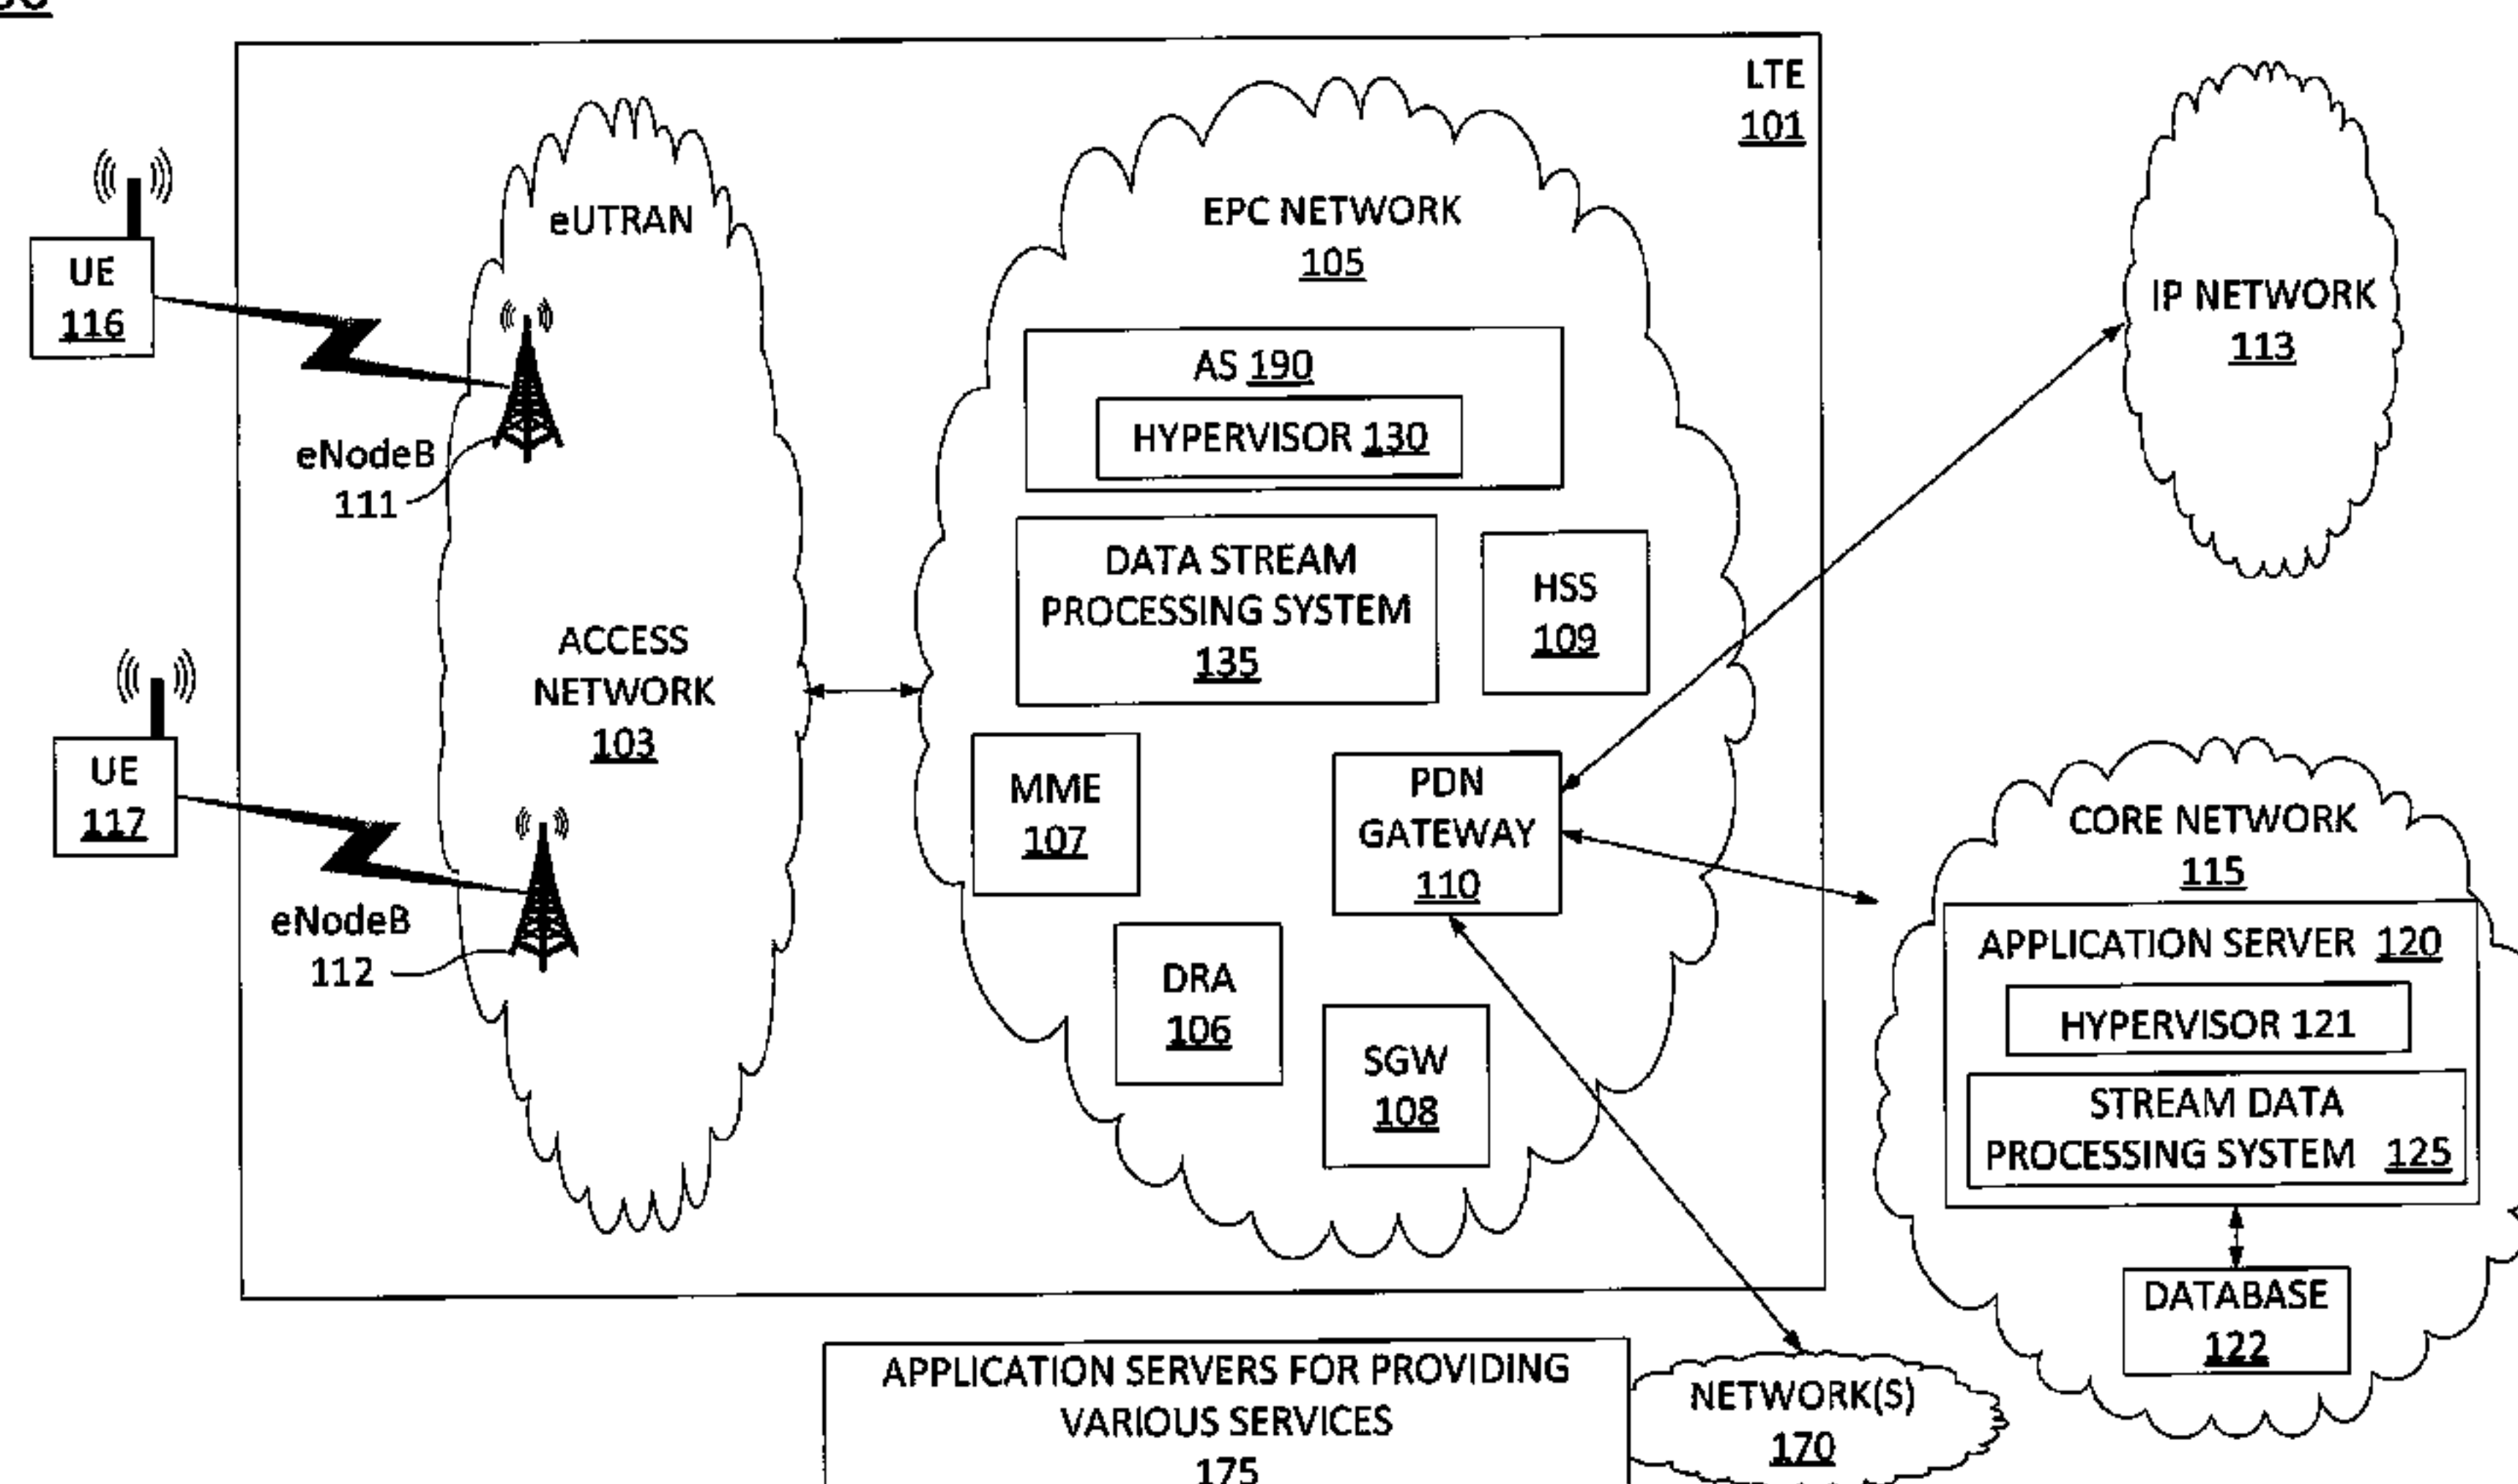 LTE
101
UE
116
eUTRAN
eNodeB
111
UE
117
ACCESS
NETWORK
103
eNodeB
112
EPC NETWORK
105
AS 190
HYPERVISOR 130
DATA STREAM
PROCESSING SYSTEM
135
HSS
109
MME
107
PDN
GATEWAY
110
DRA
106
SGW
108
IP NETWORK
113
CORE NETWORK
115
APPLICATION SERVER 120
HYPERVISOR 121
STREAM DATA
PROCESSING SYSTEM 125
DATABASE
122
APPLICATION SERVERS FOR PROVIDING
VARIOUS SERVICES
175
NETWORK(S)
170